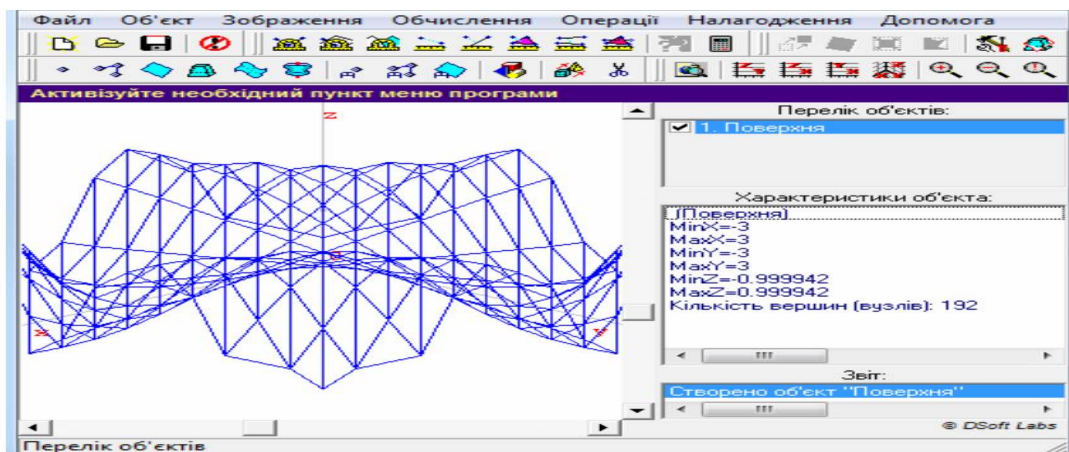 Файл Об'єкт Зображення Обчислення Операції Налагодження Допомога
Активізуйте необхідний пункт меню програми
Перелік об'єктів:
1. Поверхня
Характеристики об'єкта:
(Поверхня)
MinX=-3
MaxX=3
MinY=-3
MaxY=3
MinZ=-0.999942
MaxZ=0.999942
Кількість вершин (вузлів): 192
Звіт:
Створено об'єкт "Поверхня"
© DSoft Labs
Перелік об'єктів
Z
X
Y